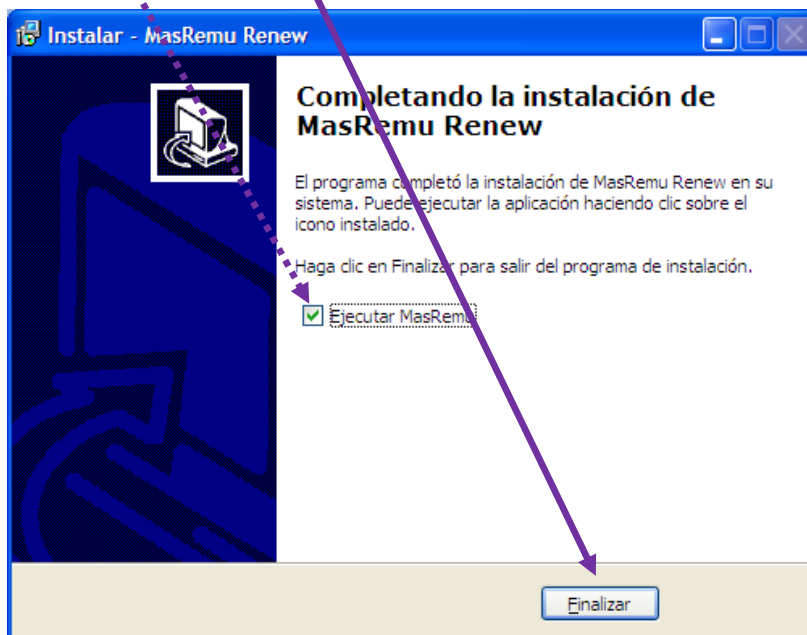 Instalar - MasRemu Renew
Completando la instalación de
MasRemu Renew
El programa completó la instalación de MasRemu Renew en su
sistema. Puede ejecutar la aplicación haciendo clic sobre el
icono instalado.
Haga clic en Finalizar para salir del programa de instalación.
Ejecutar MasRemu
Finalizar